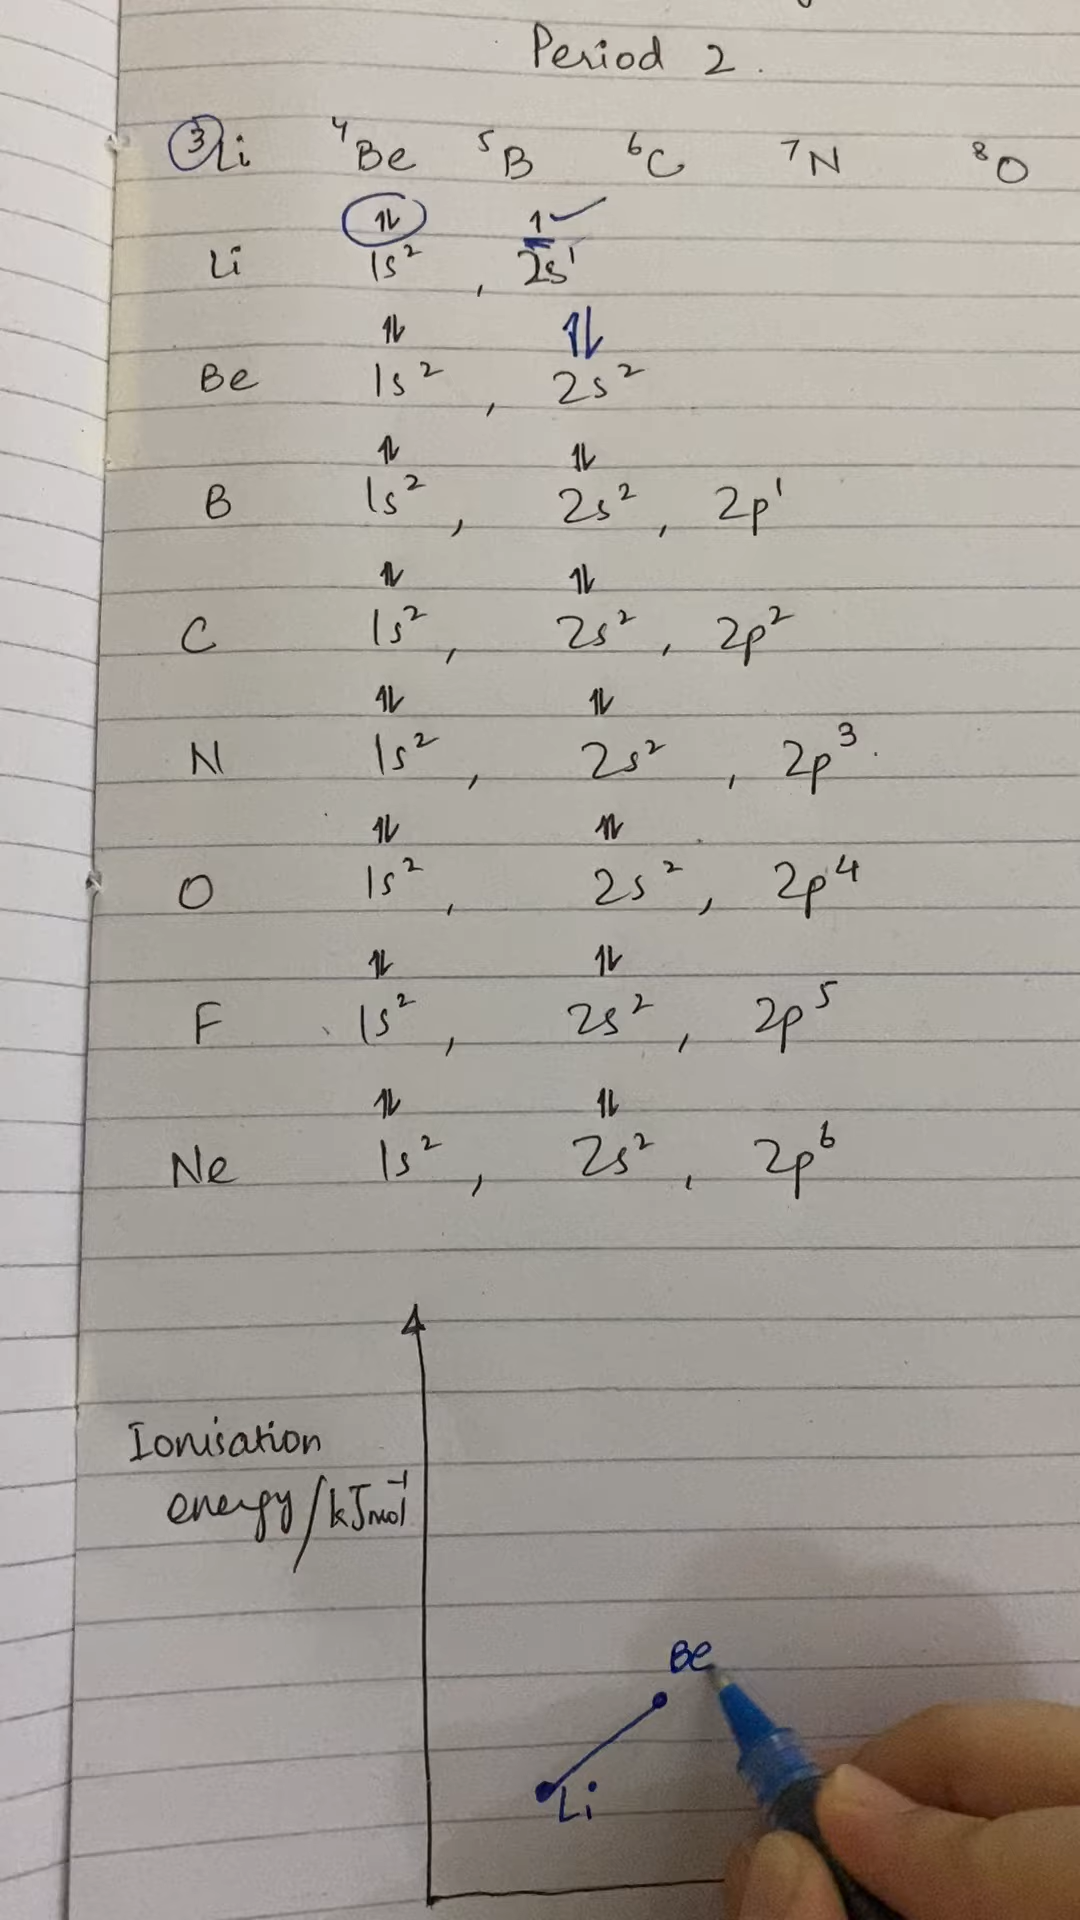 Period 2.
³Li ⁴Be ⁵B ⁶C ⁷N ⁸O
⥮ 1
Li 1s², 2s¹
⥮ ⥮
Be 1s², 2s²
⥮ ⥮
B 1s², 2s², 2p¹
⥮ ⥮
C 1s², 2s², 2p²
⥮ ⥮
N 1s², 2s², 2p³.
⥮ ⥮
O 1s², 2s², 2p⁴
⥮ ⥮
F 1s², 2s², 2p⁵
⥮ ⥮
Ne 1s², 2s², 2p⁶
Ionisation
energy/kJmol⁻¹
Be
Li